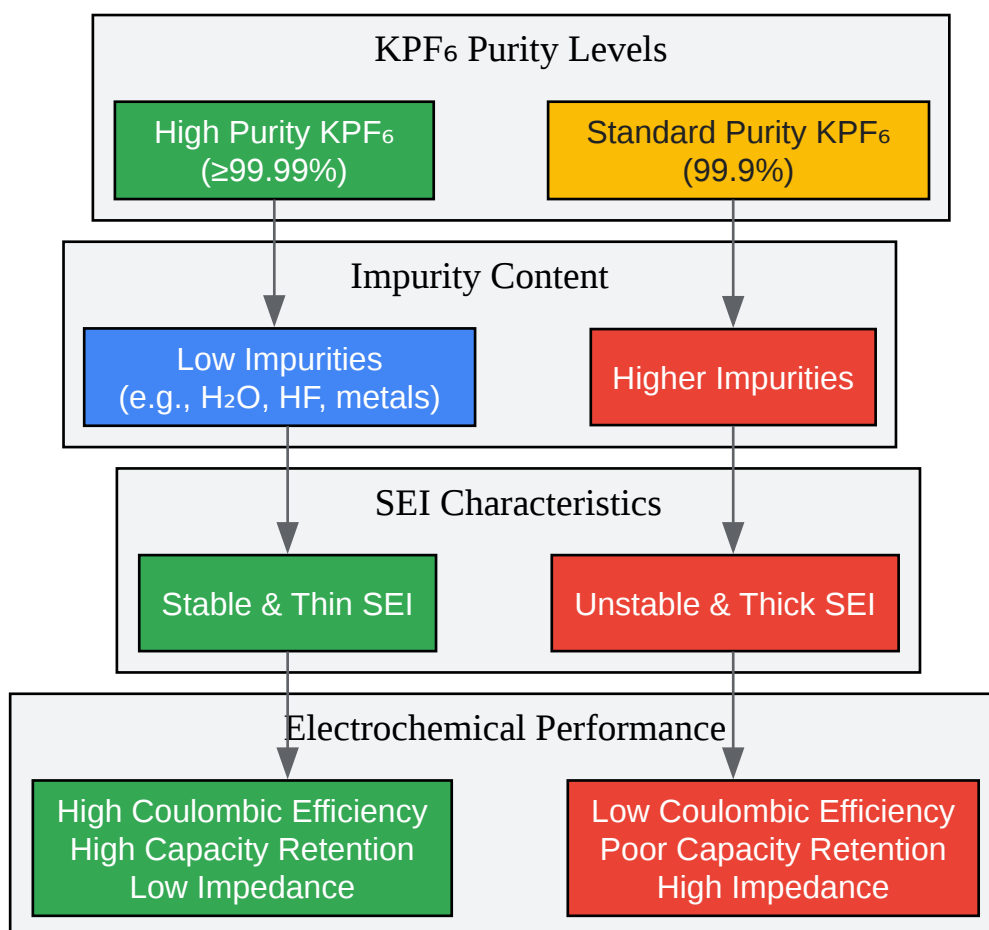 KPF₆ Purity Levels
High Purity KPF₆
(≥99.99%)
Standard Purity KPF₆
(99.9%)
Impurity Content
Low Impurities
(e.g., H₂O, HF, metals)
Higher Impurities
SEI Characteristics
Stable & Thin SEI
Unstable & Thick SEI
Electrochemical Performance
High Coulombic Efficiency
High Capacity Retention
Low Impedance
Low Coulombic Efficiency
Poor Capacity Retention
High Impedance